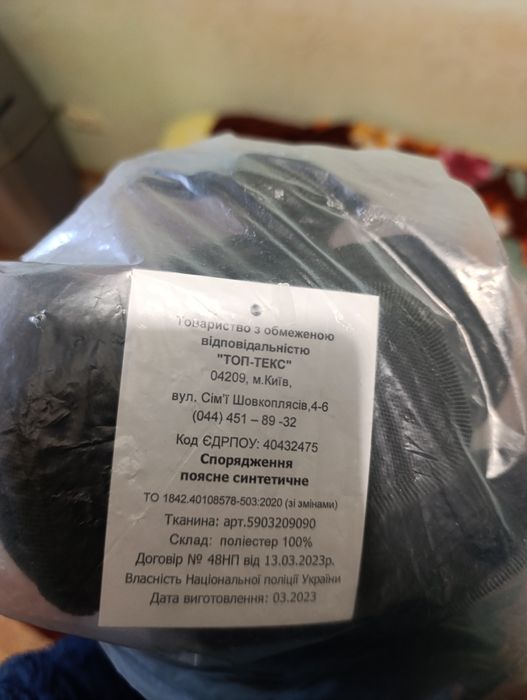 Товариство з обмеженою
відповідальністю
"ТОП-ТЕКС"
04209, м.Київ,
вул. Сім'ї Шовкоплясів,4-6
(044) 451 – 89 -32
Код ЄДРПОУ: 40432475
Спорядження
поясне синтетичне
ТО 1842.40108578-503:2020 (зі змінами)
Тканина: арт.5903209090
Склад: поліестер 100%
Договір № 48НП від 13.03.2023р.
Власність Національної поліції України
Дата виготовлення: 03.2023